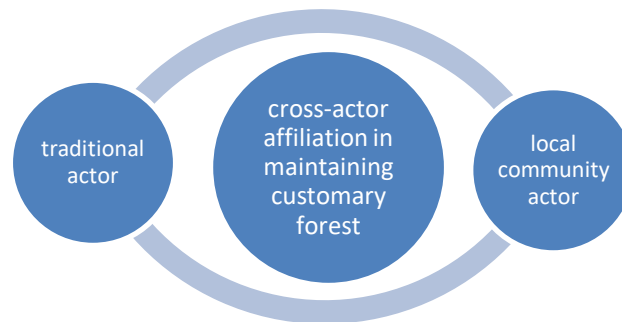 traditional
actor
cross-actor
affiliation in
maintaining
customary
forest
local
community
actor